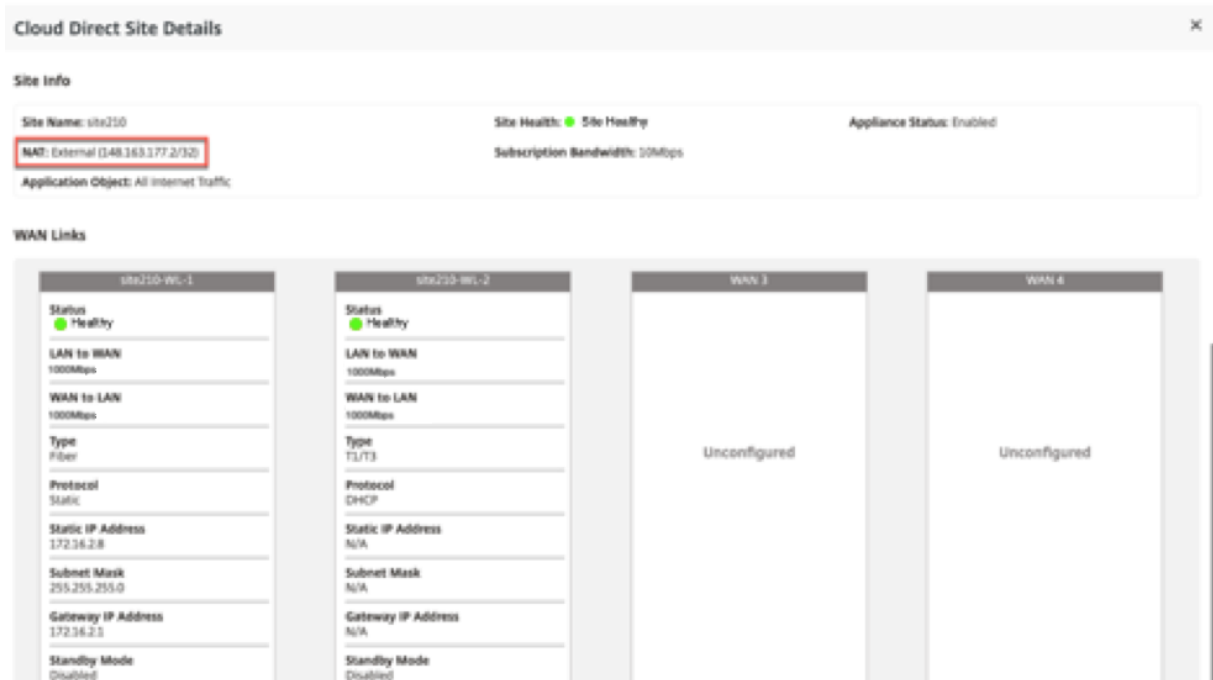 Cloud Direct Site Details
×
Site Info
Site Name: site210
Site Health: Site Healthy
Appliance Status: Enabled
NAT: External (148.163.177.2/32)
Subscription Bandwidth: 10Mbps
Application Object: All Internet Traffic
WAN Links
site210-WL-1
Status
Healthy
LAN to WAN
1000Mbps
WAN to LAN
1000Mbps
Type
Fiber
Protocol
Static
Static IP Address
172.16.2.8
Subnet Mask
255.255.255.0
Gateway IP Address
172.16.2.1
Standby Mode
Disabled
site210-WL-2
Status
Healthy
LAN to WAN
1000Mbps
WAN to LAN
1000Mbps
Type
T1/T3
Protocol
DHCP
Static IP Address
N/A
Subnet Mask
N/A
Gateway IP Address
N/A
Standby Mode
Disabled
WAN 3
Unconfigured
WAN 4
Unconfigured